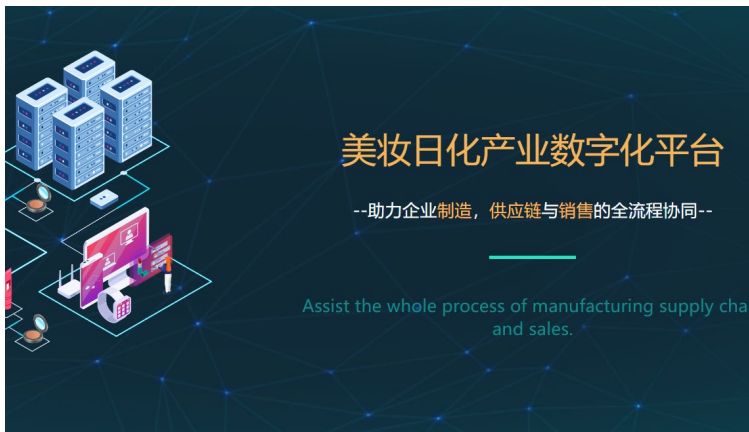 美妆日化产业数字化平台
--助力企业制造，供应链与销售的全流程协同--
Assist the whole process of manufacturing supply cha
and sales.